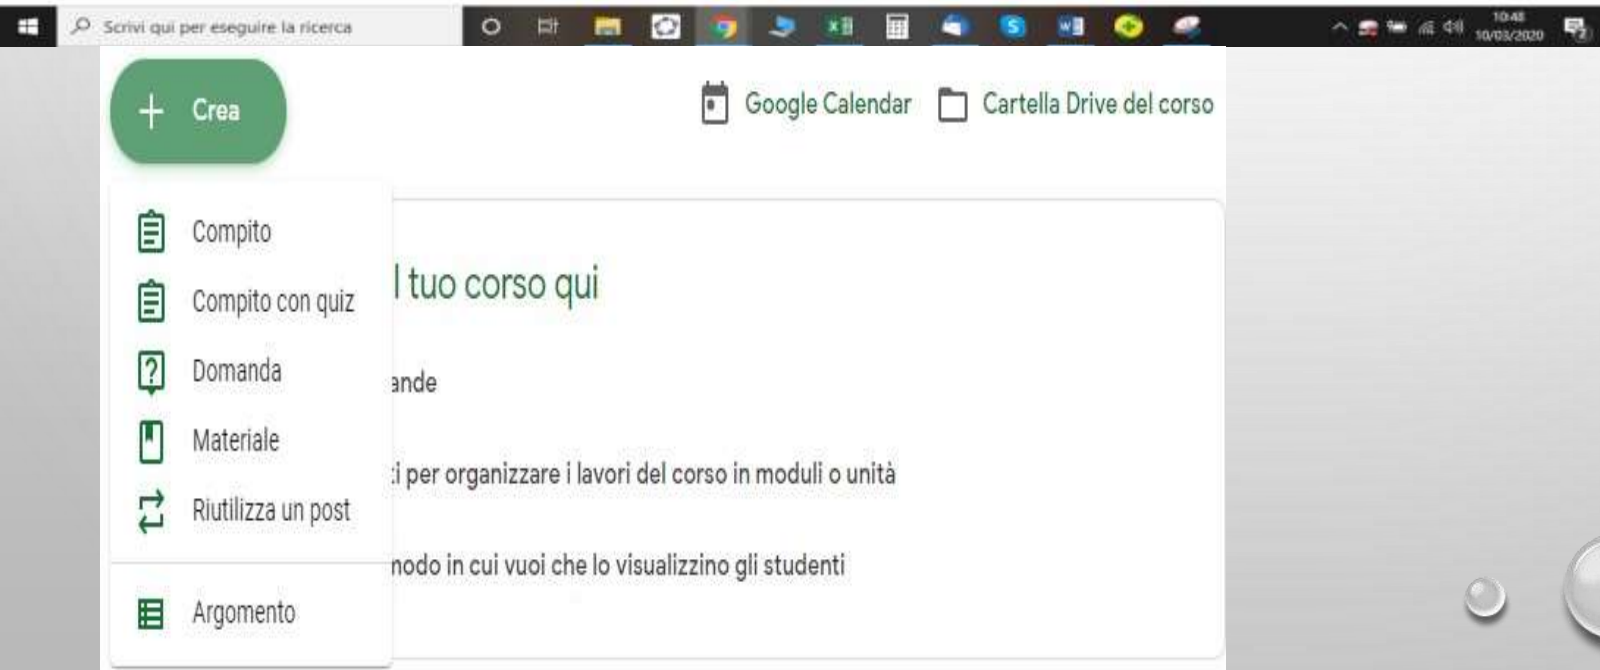 Scrivi qui per eseguire la ricerca
10:48
10/03/2020
Crea
Google Calendar
Cartella Drive del corso
Compito
Compito con quiz
l tuo corso qui
Domanda
ande
Materiale
ti per organizzare i lavori del corso in moduli o unità
Riutilizza un post
modo in cui vuoi che lo visualizzino gli studenti
Argomento